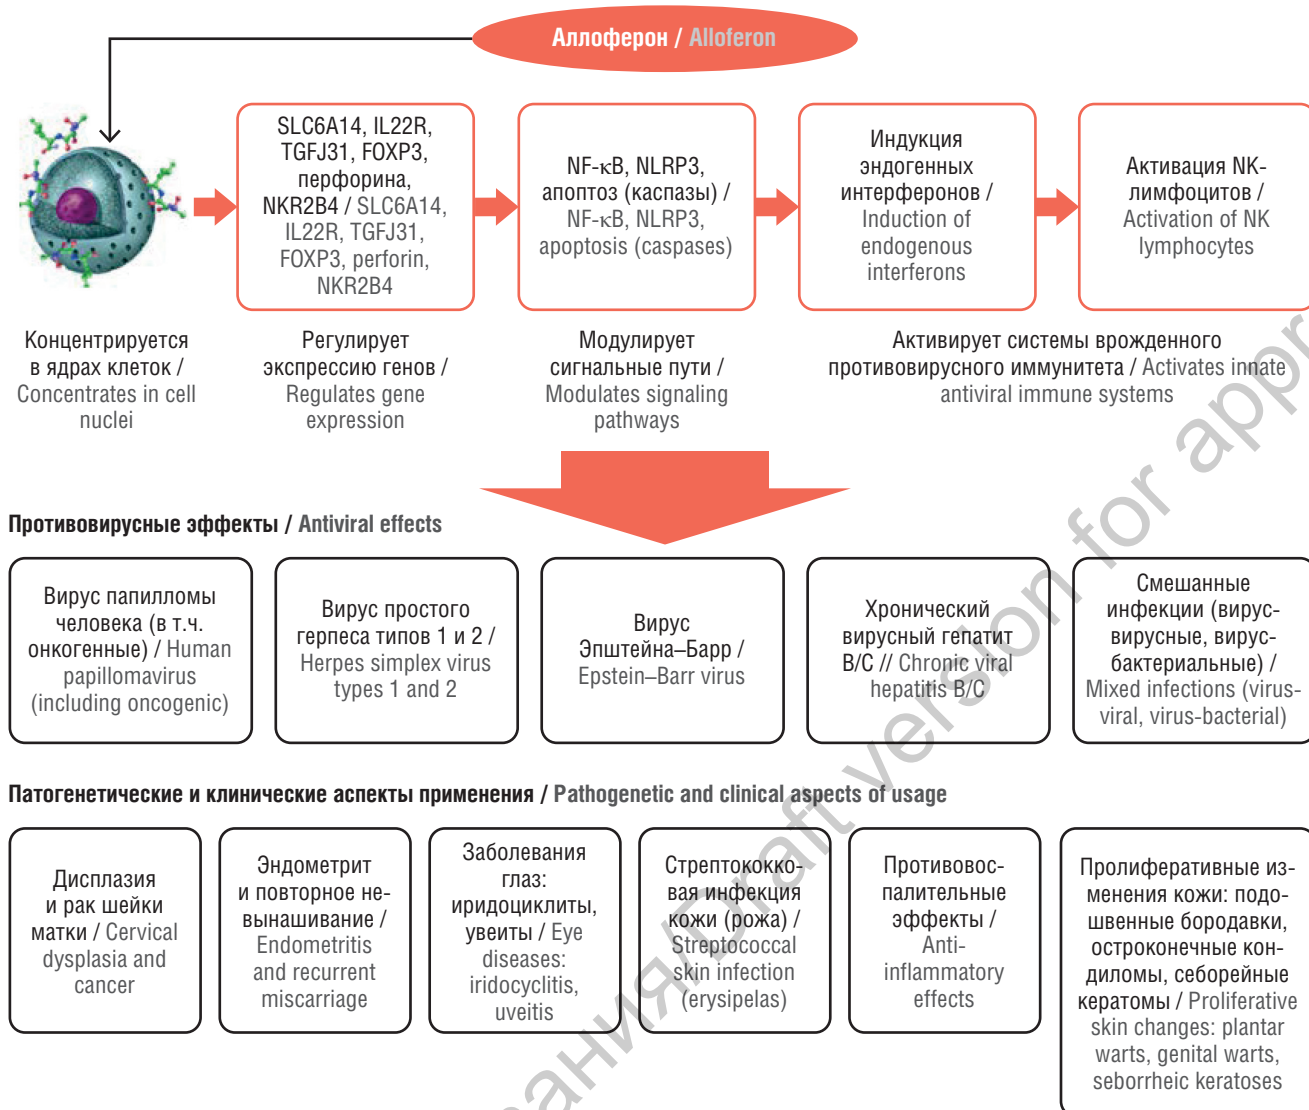 Аллоферон / Alloferon
SLC6A14, IL22R,
TGFJ31, FOXP3,
перфорина,
NKR2B4 / SLC6A14,
IL22R, TGFJ31,
FOXP3, perforin,
NKR2B4
NF-κB, NLRP3,
апоптоз (каспазы) /
NF-κB, NLRP3,
apoptosis (caspases)
Индукция
эндогенных
интерферонов /
Induction of
endogenous
interferons
Активация NK-
лимфоцитов /
Activation of NK
lymphocytes
Концентрируется
в ядрах клеток /
Concentrates in cell
nuclei
Регулирует
экспрессию генов /
Regulates gene
expression
Модулирует
сигнальные пути /
Modulates signaling
pathways
Активирует системы врожденного
противовирусного иммунитета / Activates innate
antiviral immune systems
Противовирусные эффекты / Antiviral effects
Вирус папилломы
человека (в т.ч.
онкогенные) / Human
papillomavirus
(including oncogenic)
Вирус простого
герпеса типов 1 и 2 /
Herpes simplex virus
types 1 and 2
Вирус
Эпштейна–Барр /
Epstein–Barr virus
Хронический
вирусный гепатит
B/C // Chronic viral
hepatitis B/C
Смешанные
инфекции (вирус-
вирусные, вирус-
бактериальные) /
Mixed infections (virus-
viral, virus-bacterial)
Патогенетические и клинические аспекты применения / Pathogenetic and clinical aspects of usage
Дисплазия
и рак шейки
матки / Cervical
dysplasia and
cancer
Эндометрит
и повторное не-
вынашивание /
Endometritis
and recurrent
miscarriage
Заболевания
глаз:
иридоциклиты,
увеиты / Eye
diseases:
iridocyclitis,
uveitis
Стрептококко-
вая инфекция
кожи (рожа) /
Streptococcal
skin infection
(erysipelas)
Противовос-
палительные
эффекты /
Anti-
inflammatory
effects
Пролиферативные из-
менения кожи: подо-
швенные бородавки,
остроконечные кон-
диломы, себорейные
кератомы / Proliferative
skin changes: plantar
warts, genital warts,
seborrheic keratoses
вания/Draft version for appr